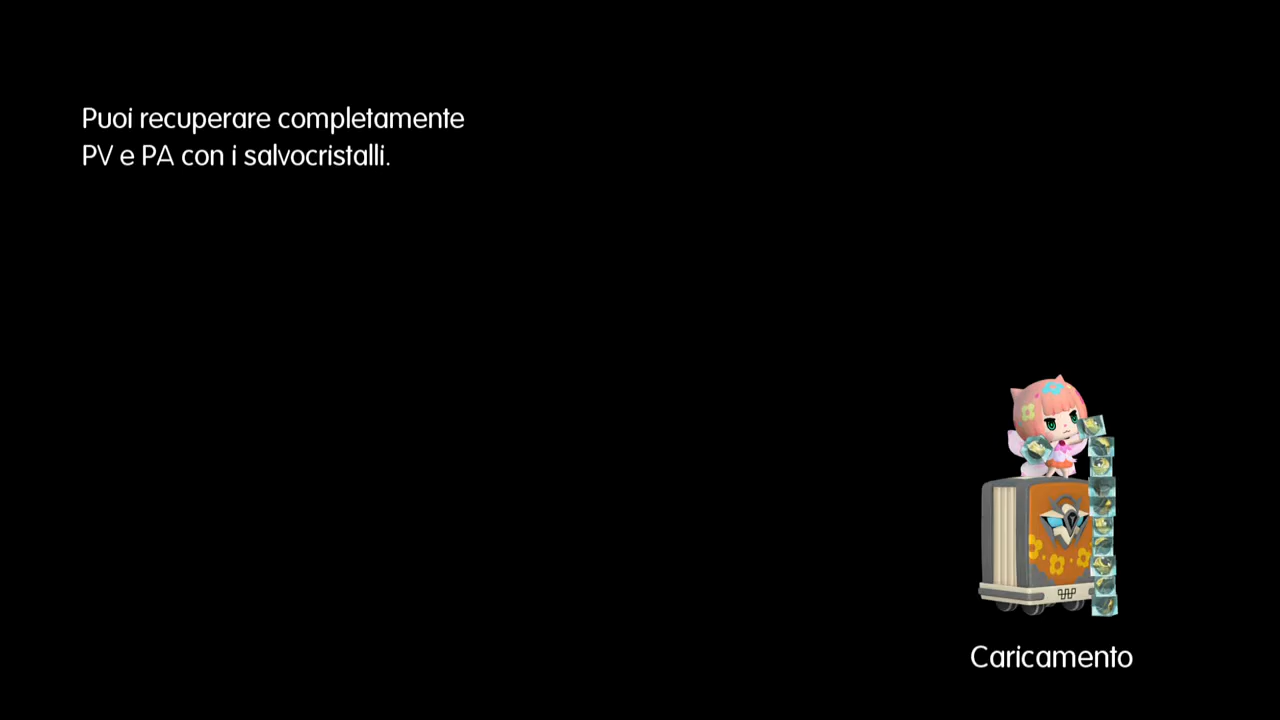 Puoi recuperare completamente
PV e PA con i salvocristalli.
Caricamento